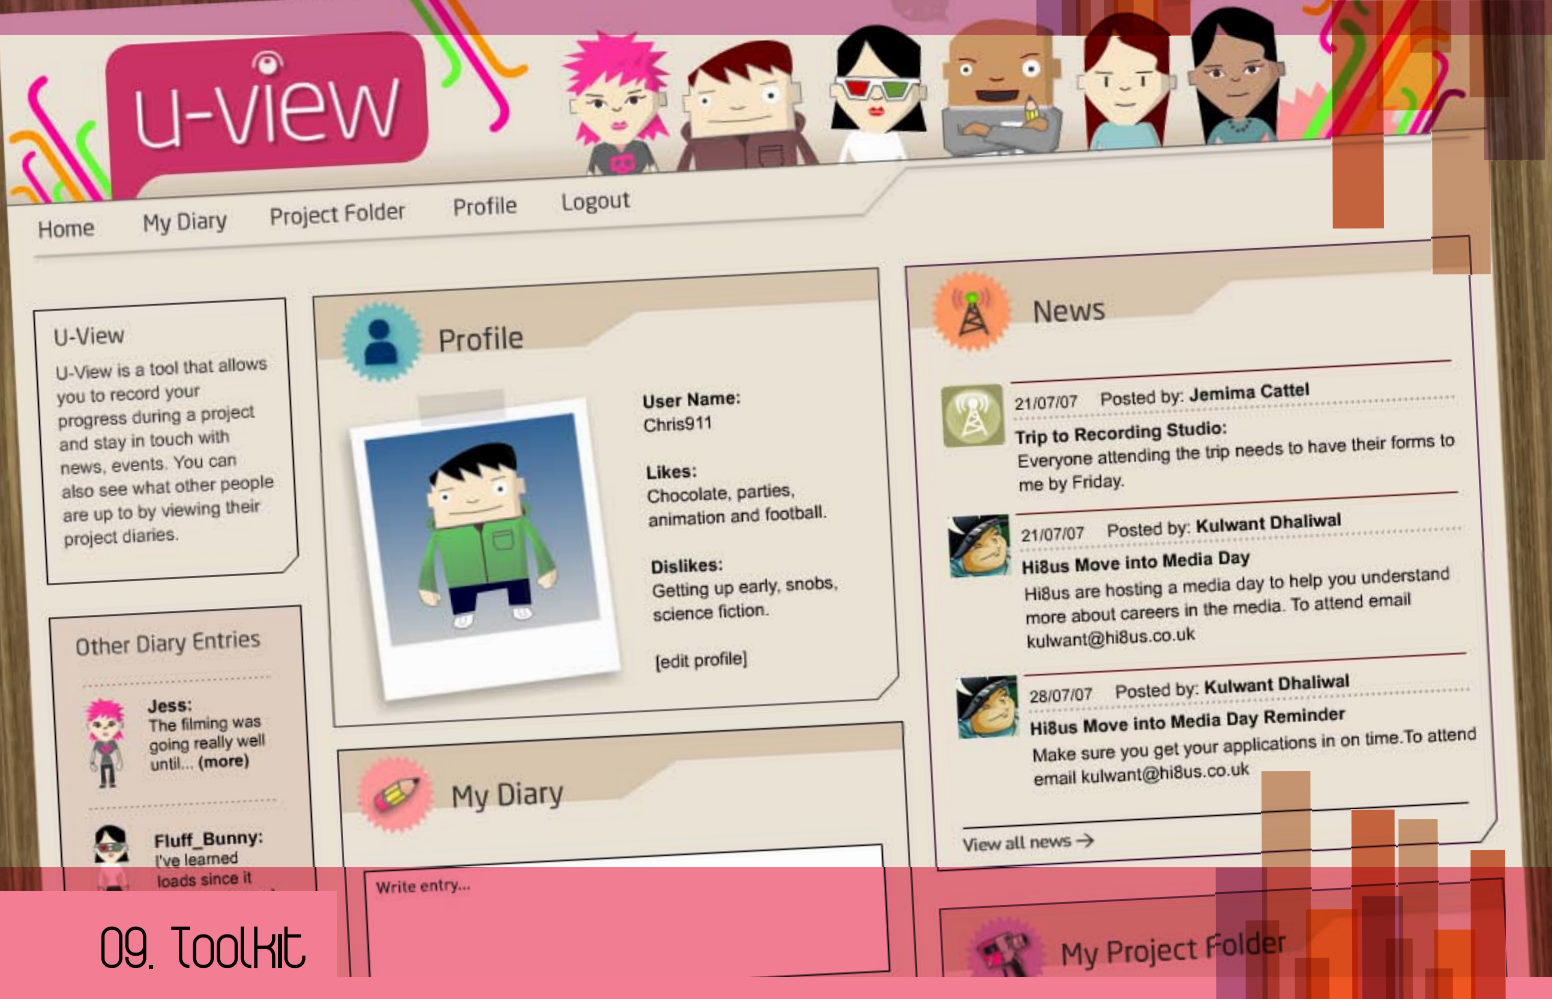 u-view
Home
My Diary
Project Folder
Profile
Logout
U-View
U-View is a tool that allows
you to record your
progress during a project
and stay in touch with
news, events. You can
also see what other people
are up to by viewing their
project diaries.
Other Diary Entries
Jess:
The filming was
going really well
until... (more)
Fluff_Bunny:
I've learned
loads since it
Profile
User Name:
Chris911
Likes:
Chocolate, parties,
animation and football.
Dislikes:
Getting up early, snobs,
science fiction.
[edit profile]
My Diary
Write entry...
News
21/07/07 Posted by: Jemima Cattel
Trip to Recording Studio:
Everyone attending the trip needs to have their forms to
me by Friday.
21/07/07 Posted by: Kulwant Dhaliwal
Hi8us Move into Media Day
Hi8us are hosting a media day to help you understand
more about careers in the media. To attend email
kulwant@hi8us.co.uk
28/07/07 Posted by: Kulwant Dhaliwal
Hi8us Move into Media Day Reminder
Make sure you get your applications in on time.To attend
email kulwant@hi8us.co.uk
View all news →
My Project Folder
09. Toolkit